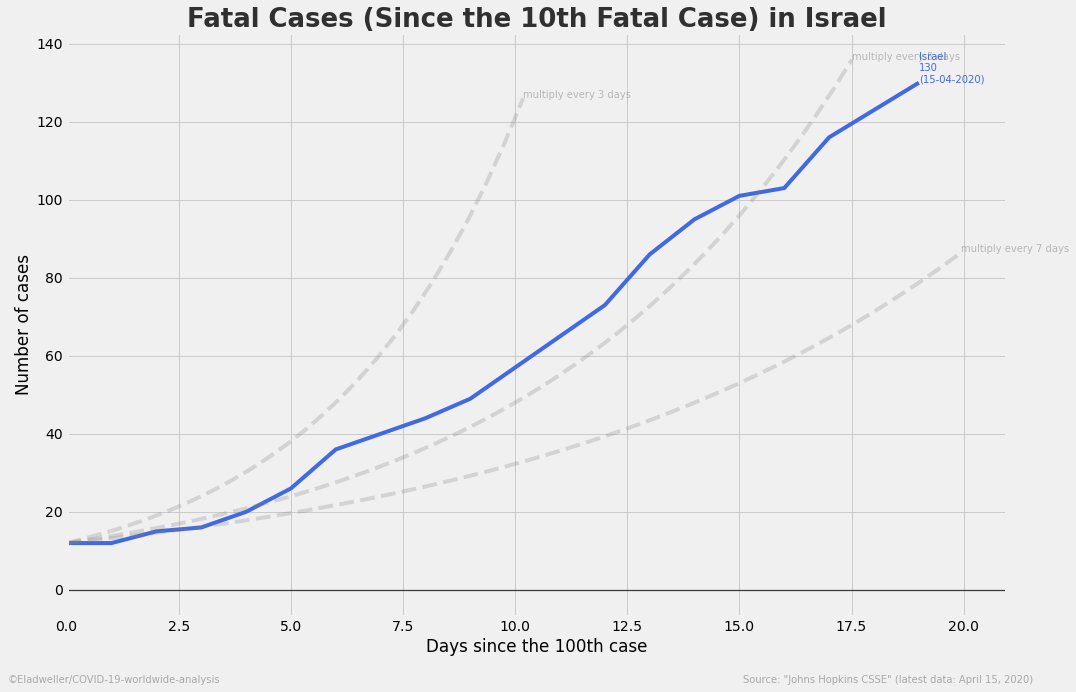 Fatal Cases (Since the 10th Fatal Case) in Israel
140
120
100
80
60
40
20
0
Number of cases
multiply every 3 days
multiply every days
Israel
130
(15-04-2020)
multiply every 7 days
0.0 2.5 5.0 7.5 10.0 12.5 15.0 17.5 20.0
Days since the 100th case
©Eladweller/COVID-19-worldwide-analysis
Source: "Johns Hopkins CSSE" (latest data: April 15, 2020)